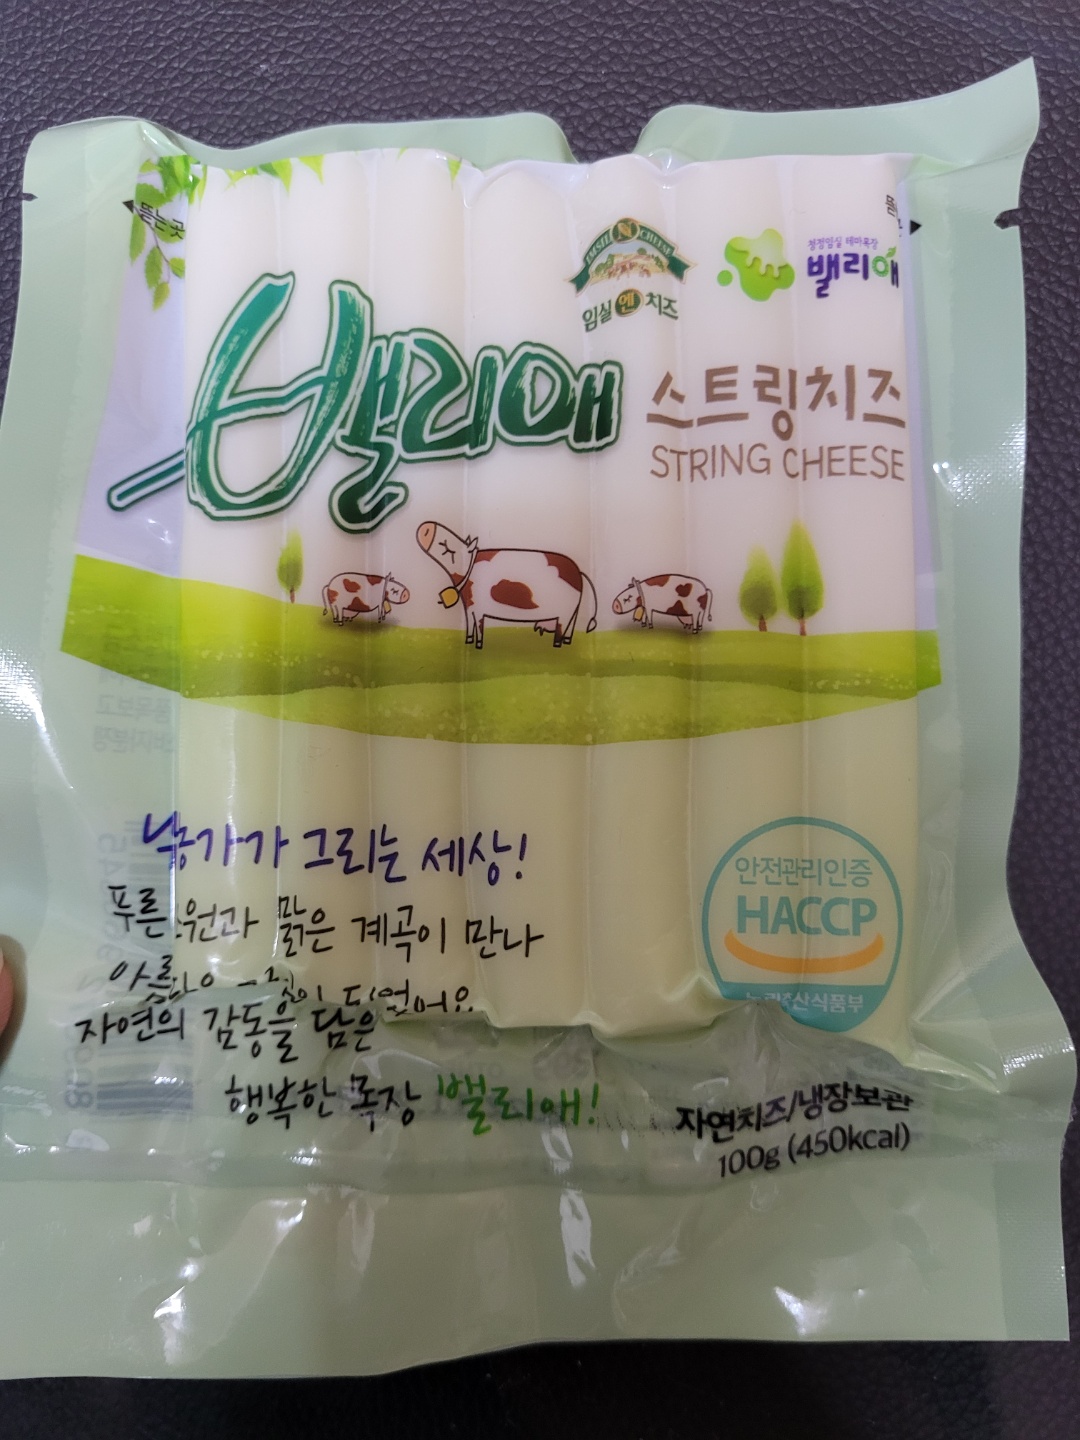 뜯는곳
IMSIL N CHEESE
임실 엔 치즈
청정임실 테마목장
밸리애
밸리애
스트링치즈
STRING CHEESE
낙농가가 그리는 세상!
푸른 맑은 계곡이 만나
자연의 감동을 담은
행복한 목장 밸리애!
안전관리인증
HACCP
자연치즈/냉장보관
100g (450kcal)